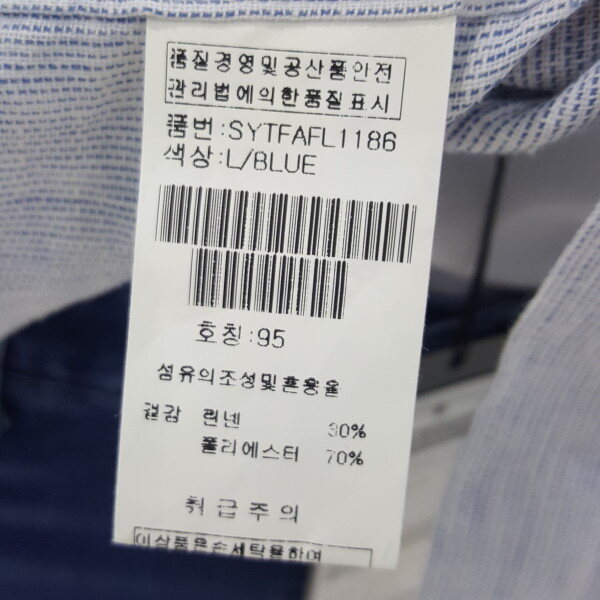 품질경영및공산품안전
관리법에의한품질표시
품번:SYTFAFL1186
색상:L/BLUE
호칭:95
섬유의조성및혼용율
겉감 린넨 30%
폴리에스터 70%
취급주의
이상품은손세탁을하여